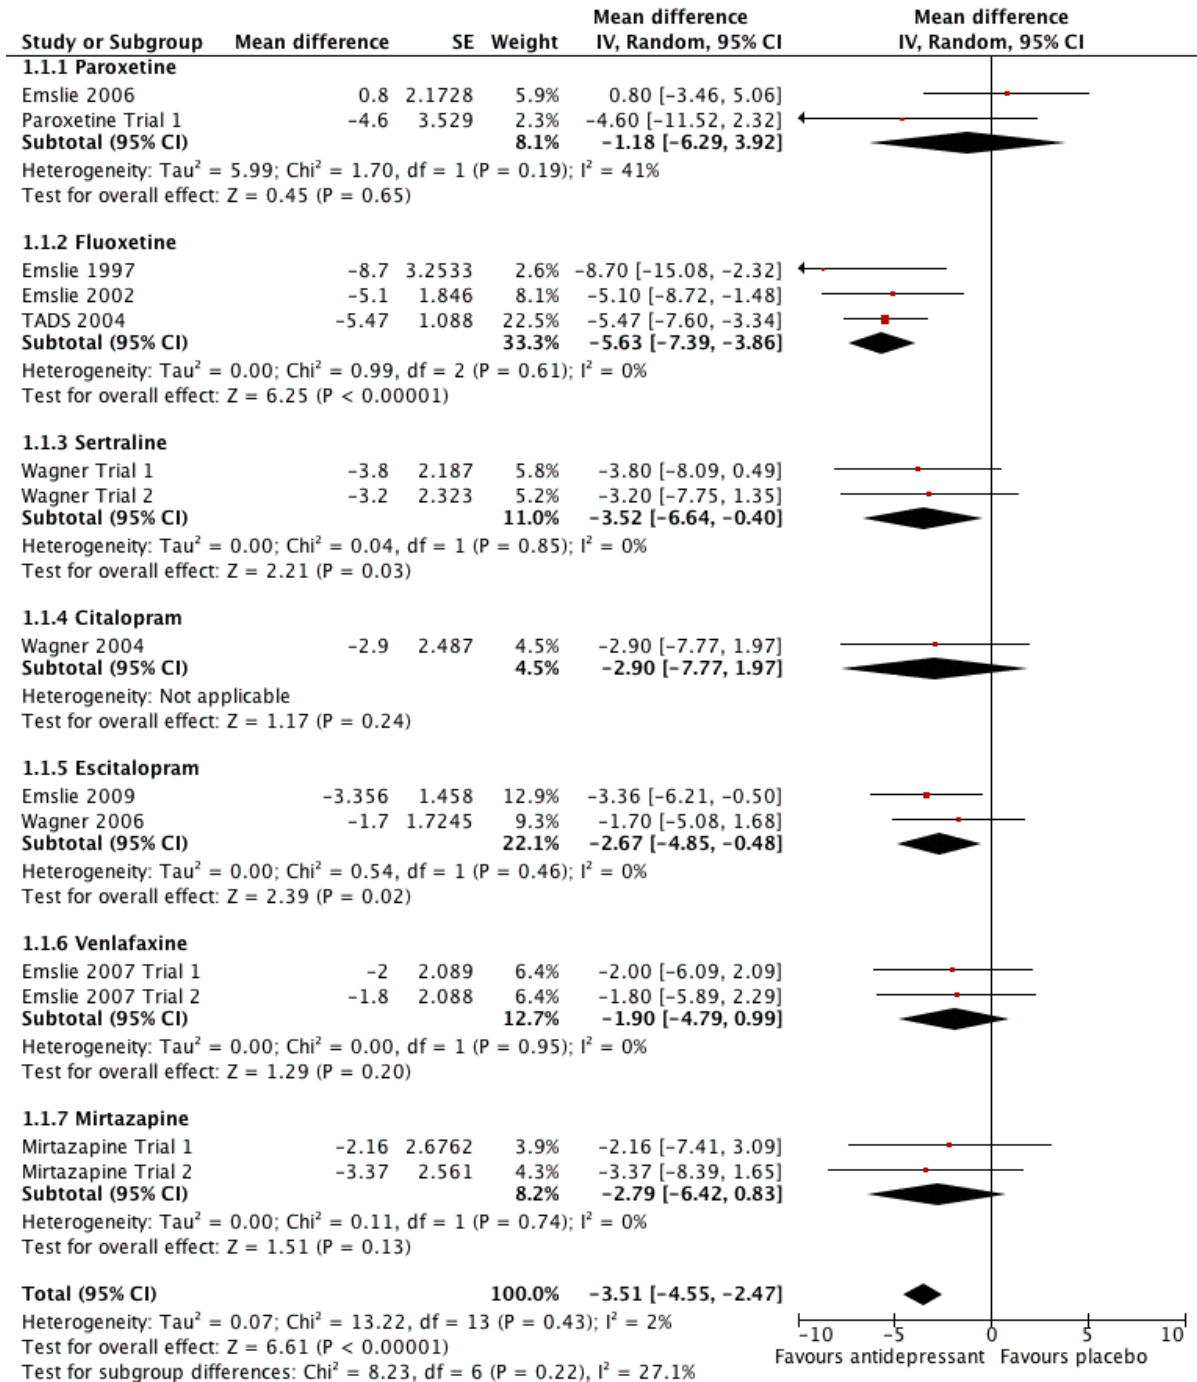 Mean difference Mean difference
Study or Subgroup Mean difference SE Weight IV, Random, 95% CI IV, Random, 95% CI
1.1.1 Paroxetine
Emslie 2006 0.8 2.1728 5.9% 0.80 [−3.46, 5.06]
Paroxetine Trial 1 −4.6 3.529 2.3% −4.60 [−11.52, 2.32]
Subtotal (95% CI) 8.1% −1.18 [−6.29, 3.92]
Heterogeneity: Tau² = 5.99; Chi² = 1.70, df = 1 (P = 0.19); I² = 41%
Test for overall effect: Z = 0.45 (P = 0.65)
1.1.2 Fluoxetine
Emslie 1997 −8.7 3.2533 2.6% −8.70 [−15.08, −2.32]
Emslie 2002 −5.1 1.846 8.1% −5.10 [−8.72, −1.48]
TADS 2004 −5.47 1.088 22.5% −5.47 [−7.60, −3.34]
Subtotal (95% CI) 33.3% −5.63 [−7.39, −3.86]
Heterogeneity: Tau² = 0.00; Chi² = 0.99, df = 2 (P = 0.61); I² = 0%
Test for overall effect: Z = 6.25 (P < 0.00001)
1.1.3 Sertraline
Wagner Trial 1 −3.8 2.187 5.8% −3.80 [−8.09, 0.49]
Wagner Trial 2 −3.2 2.323 5.2% −3.20 [−7.75, 1.35]
Subtotal (95% CI) 11.0% −3.52 [−6.64, −0.40]
Heterogeneity: Tau² = 0.00; Chi² = 0.04, df = 1 (P = 0.85); I² = 0%
Test for overall effect: Z = 2.21 (P = 0.03)
1.1.4 Citalopram
Wagner 2004 −2.9 2.487 4.5% −2.90 [−7.77, 1.97]
Subtotal (95% CI) 4.5% −2.90 [−7.77, 1.97]
Heterogeneity: Not applicable
Test for overall effect: Z = 1.17 (P = 0.24)
1.1.5 Escitalopram
Emslie 2009 −3.356 1.458 12.9% −3.36 [−6.21, −0.50]
Wagner 2006 −1.7 1.7245 9.3% −1.70 [−5.08, 1.68]
Subtotal (95% CI) 22.1% −2.67 [−4.85, −0.48]
Heterogeneity: Tau² = 0.00; Chi² = 0.54, df = 1 (P = 0.46); I² = 0%
Test for overall effect: Z = 2.39 (P = 0.02)
1.1.6 Venlafaxine
Emslie 2007 Trial 1 −2 2.089 6.4% −2.00 [−6.09, 2.09]
Emslie 2007 Trial 2 −1.8 2.088 6.4% −1.80 [−5.89, 2.29]
Subtotal (95% CI) 12.7% −1.90 [−4.79, 0.99]
Heterogeneity: Tau² = 0.00; Chi² = 0.00, df = 1 (P = 0.95); I² = 0%
Test for overall effect: Z = 1.29 (P = 0.20)
1.1.7 Mirtazapine
Mirtazapine Trial 1 −2.16 2.6762 3.9% −2.16 [−7.41, 3.09]
Mirtazapine Trial 2 −3.37 2.561 4.3% −3.37 [−8.39, 1.65]
Subtotal (95% CI) 8.2% −2.79 [−6.42, 0.83]
Heterogeneity: Tau² = 0.00; Chi² = 0.11, df = 1 (P = 0.74); I² = 0%
Test for overall effect: Z = 1.51 (P = 0.13)
Total (95% CI) 100.0% −3.51 [−4.55, −2.47]
Heterogeneity: Tau² = 0.07; Chi² = 13.22, df = 13 (P = 0.43); I² = 2%
Test for overall effect: Z = 6.61 (P < 0.00001)
Test for subgroup differences: Chi² = 8.23, df = 6 (P = 0.22), I² = 27.1%
−10 −5 0 5 10
Favours antidepressant Favours placebo